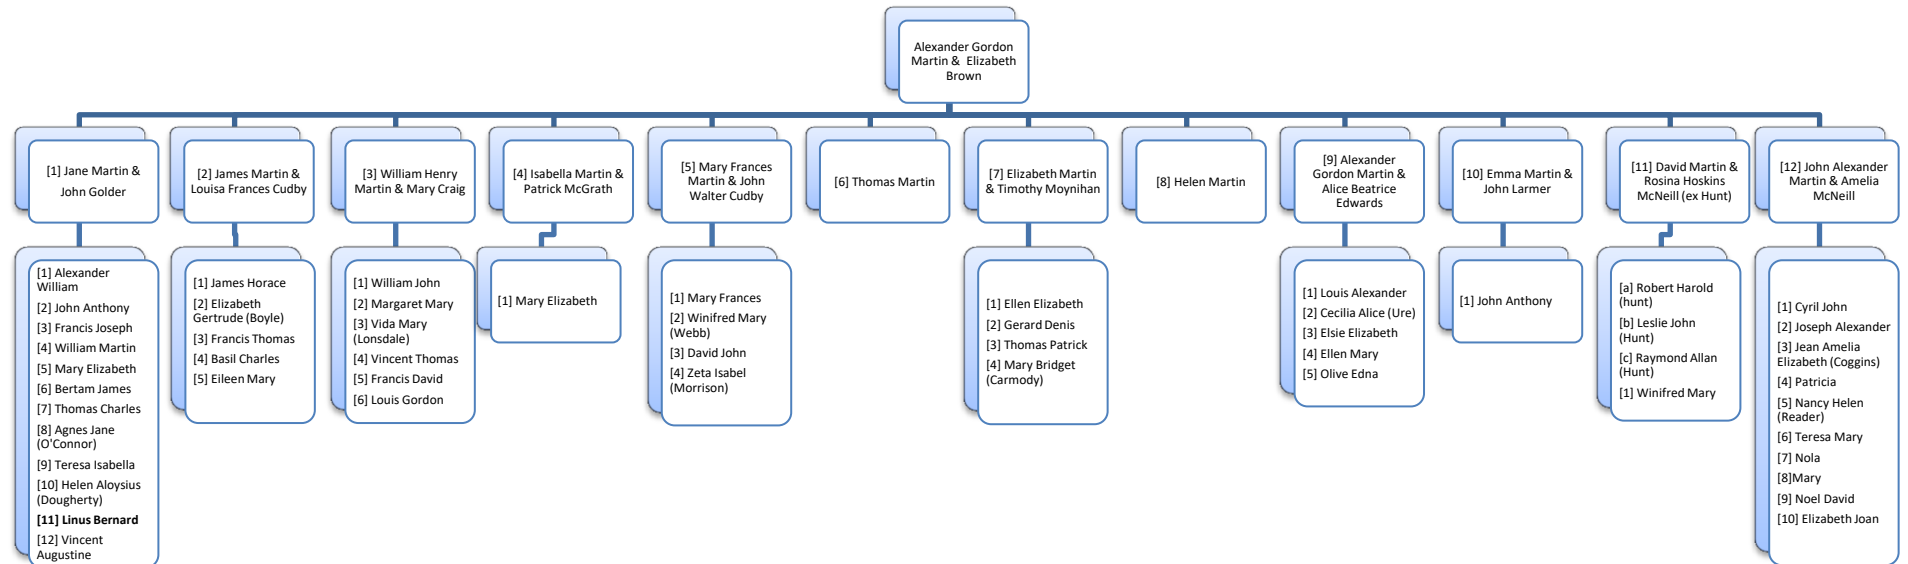 Alexander Gordon
Martin & Elizabeth
Brown
[1] Jane Martin &
John Golder
[2] James Martin &
Louisa Frances Cudby
[3] William Henry
Martin & Mary Craig
[4] Isabella Martin &
Patrick McGrath
[5] Mary Frances
Martin & John
Walter Cudby
[6] Thomas Martin
[7] Elizabeth Martin
& Timothy Moynihan
[8] Helen Martin
[9] Alexander
Gordon Martin &
Alice Beatrice
Edwards
[10] Emma Martin &
John Larmer
[11] David Martin &
Rosina Hoskins
McNeill (ex Hunt)
[12] John Alexander
Martin & Amelia
McNeill
[1] Alexander
William
[2] John Anthony
[3] Francis Joseph
[4] William Martin
[5] Mary Elizabeth
[6] Bertam James
[7] Thomas Charles
[8] Agnes Jane
(O'Connor)
[9] Teresa Isabella
[10] Helen Aloysius
(Dougherty)
[11] Linus Bernard
[12] Vincent
Augustine
[1] James Horace
[2] Elizabeth
Gertrude (Boyle)
[3] Francis Thomas
[4] Basil Charles
[5] Eileen Mary
[1] William John
[2] Margaret Mary
[3] Vida Mary
(Lonsdale)
[4] Vincent Thomas
[5] Francis David
[6] Louis Gordon
[1] Mary Elizabeth
[1] Mary Frances
[2] Winifred Mary
(Webb)
[3] David John
[4] Zeta Isabel
(Morrison)
[1] Ellen Elizabeth
[2] Gerard Denis
[3] Thomas Patrick
[4] Mary Bridget
(Carmody)
[1] Louis Alexander
[2] Cecilia Alice (Ure)
[3] Elsie Elizabeth
[4] Ellen Mary
[5] Olive Edna
[1] John Anthony
[a] Robert Harold
(hunt)
[b] Leslie John
(Hunt)
[c] Raymond Allan
(Hunt)
[1] Winifred Mary
[1] Cyril John
[2] Joseph Alexander
[3] Jean Amelia
Elizabeth (Coggins)
[4] Patricia
[5] Nancy Helen
(Reader)
[6] Teresa Mary
[7] Nola
[8]Mary
[9] Noel David
[10] Elizabeth Joan